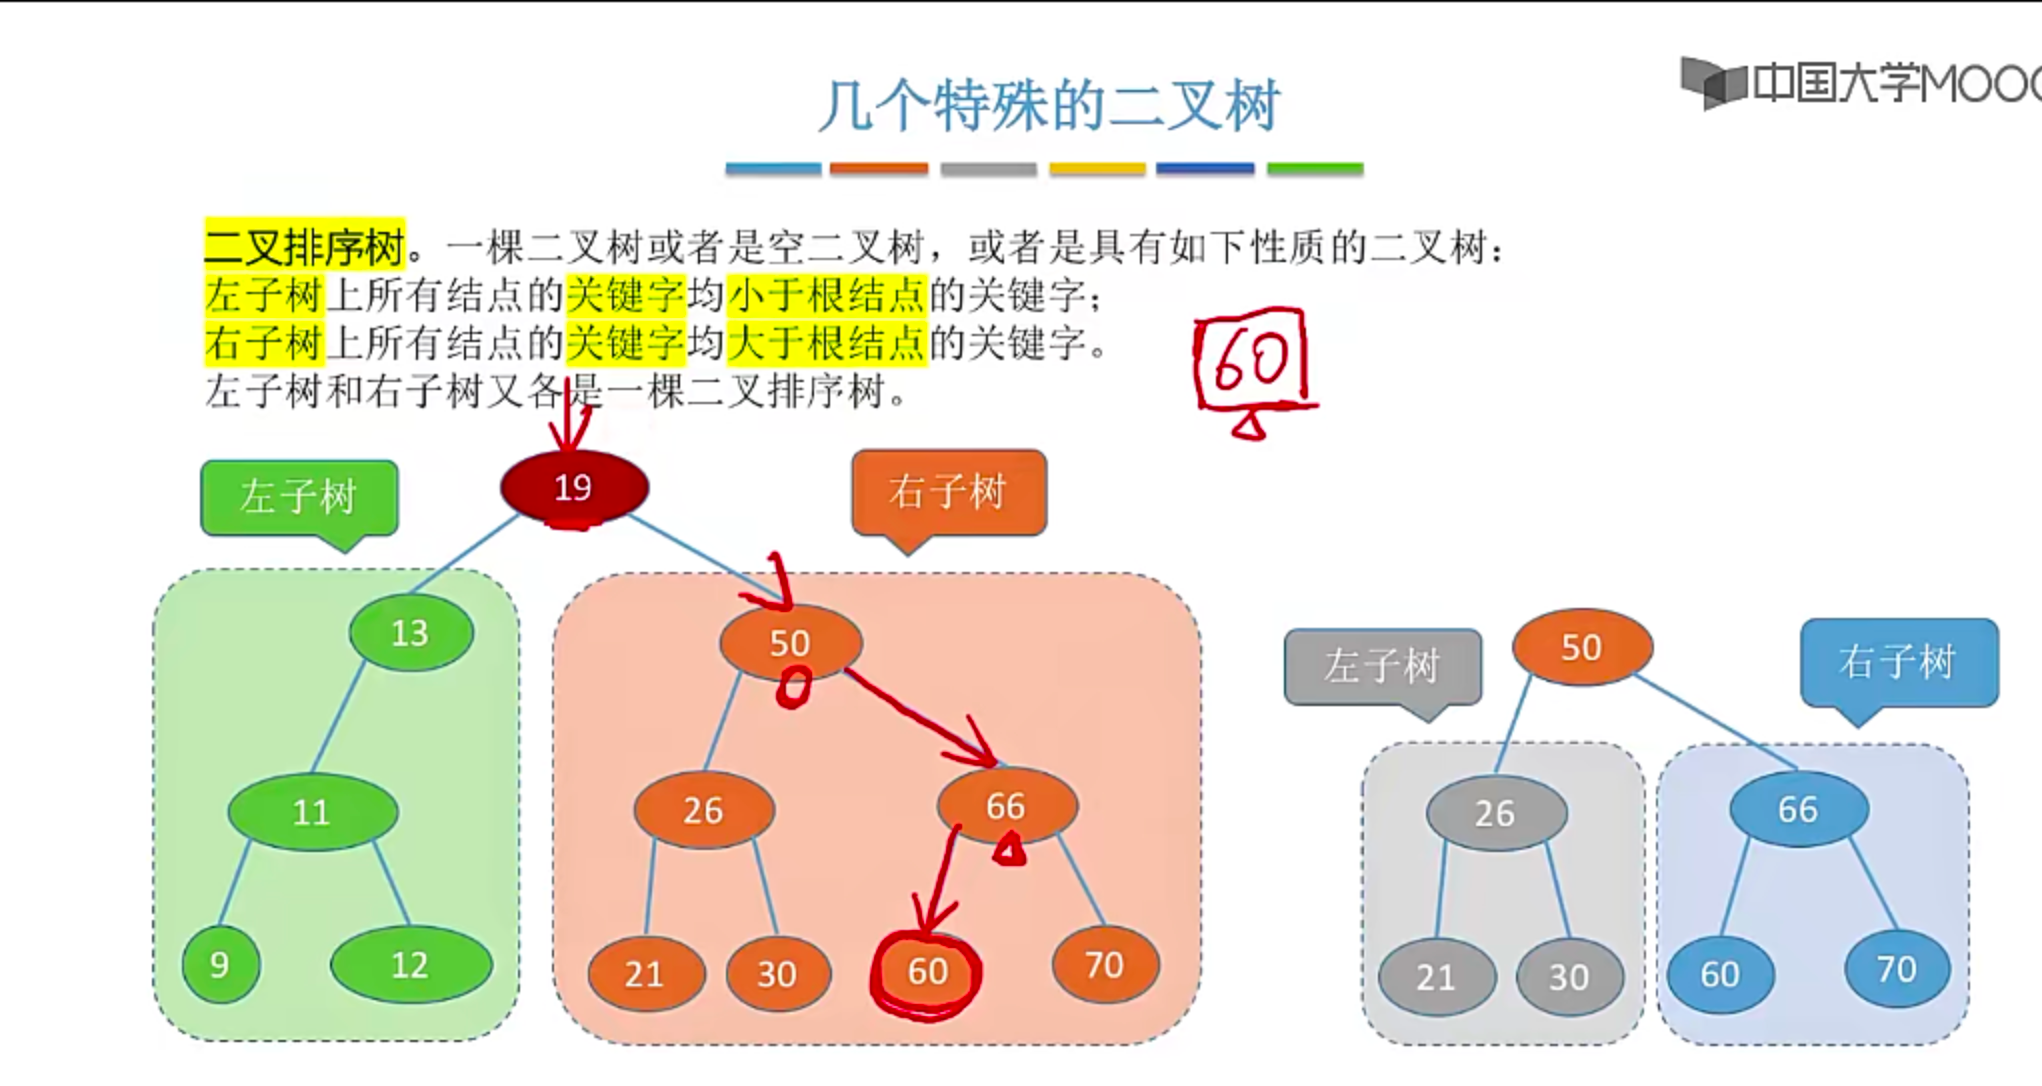 几个特殊的二叉树
中国大学MOOC
二叉排序树。一棵二叉树或者是空二叉树，或者是具有如下性质的二叉树：
左子树上所有结点的关键字均小于根结点的关键字；
右子树上所有结点的关键字均大于根结点的关键字。
左子树和右子树又各是一棵二叉排序树。
60
左子树
19
右子树
13
50
左子树
50
右子树
11
26
66
26
66
9
12
21
30
60
70
21
30
60
70